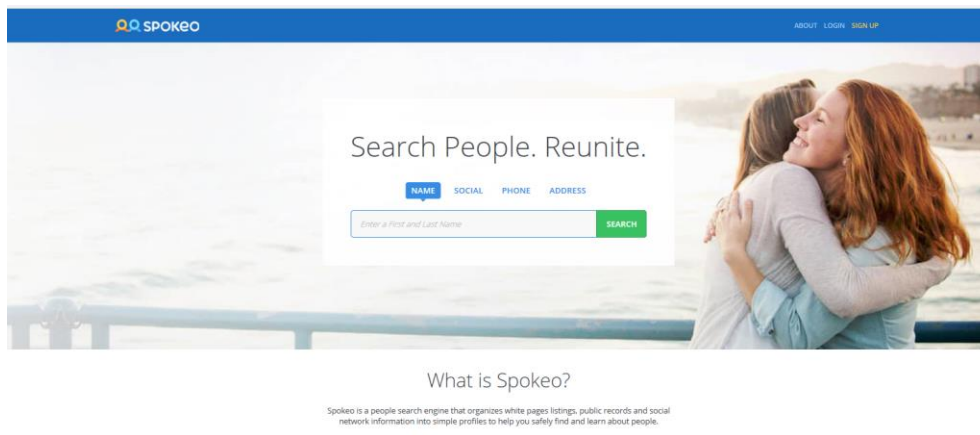 SPOKEO
ABOUT LOGIN SIGN UP
Search People. Reunite.
NAME SOCIAL PHONE ADDRESS
Enter a First and Last Name SEARCH
What is Spokeo?
Spokeo is a people search engine that organizes white pages listings, public records and social
network information into simple profiles to help you safely find and learn about people.